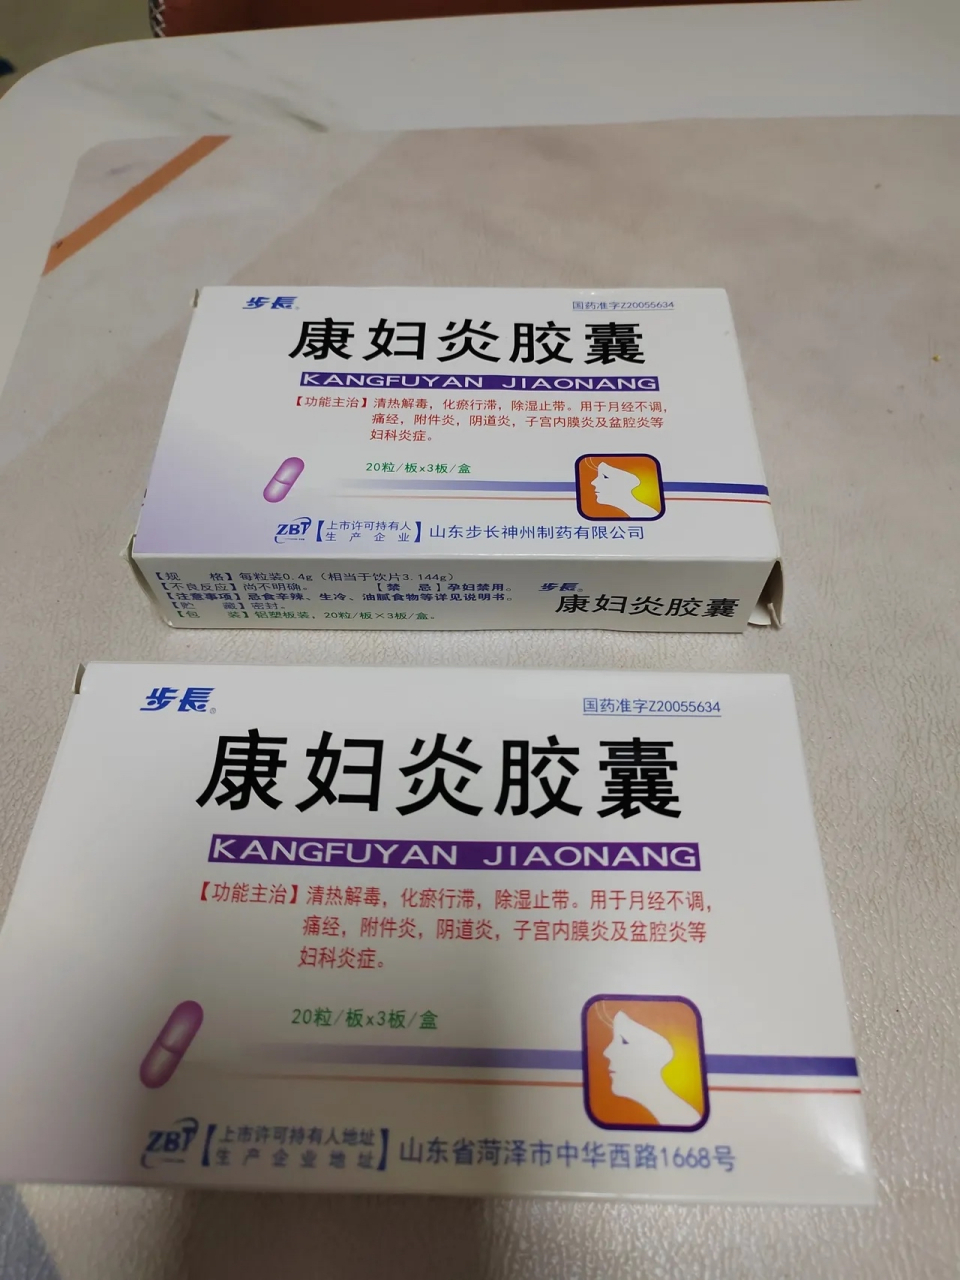 步長
国药准字Z20055634
康妇炎胶囊
KANGFUYAN JIAONANG
【功能主治】清热解毒，化瘀行滞，除湿止带。用于月经不调，
痛经，附件炎，阴道炎，子宫内膜炎及盆腔炎等
妇科炎症。
20粒/板x3板/盒
ZBT【上市许可持有人
生产企业】山东步长神州制药有限公司
【规 格】每粒装0.4g（相当于饮片3.144g）
【不良反应】尚不明确。 【禁 忌】孕妇禁用。
【注意事项】忌食辛辣、生冷、油腻食物等详见说明书。
【贮 藏】密封。
【包 装】铝塑板装，20粒/板×3板/盒。
步長
康妇炎胶囊
步長®
国药准字Z20055634
康妇炎胶囊
KANGFUYAN JIAONANG
【功能主治】清热解毒，化瘀行滞，除湿止带。用于月经不调，
痛经，附件炎，阴道炎，子宫内膜炎及盆腔炎等
妇科炎症。
20粒/板x3板/盒
ZBT【上市许可持有人地址
生产企业地址】山东省菏泽市中华西路1668号